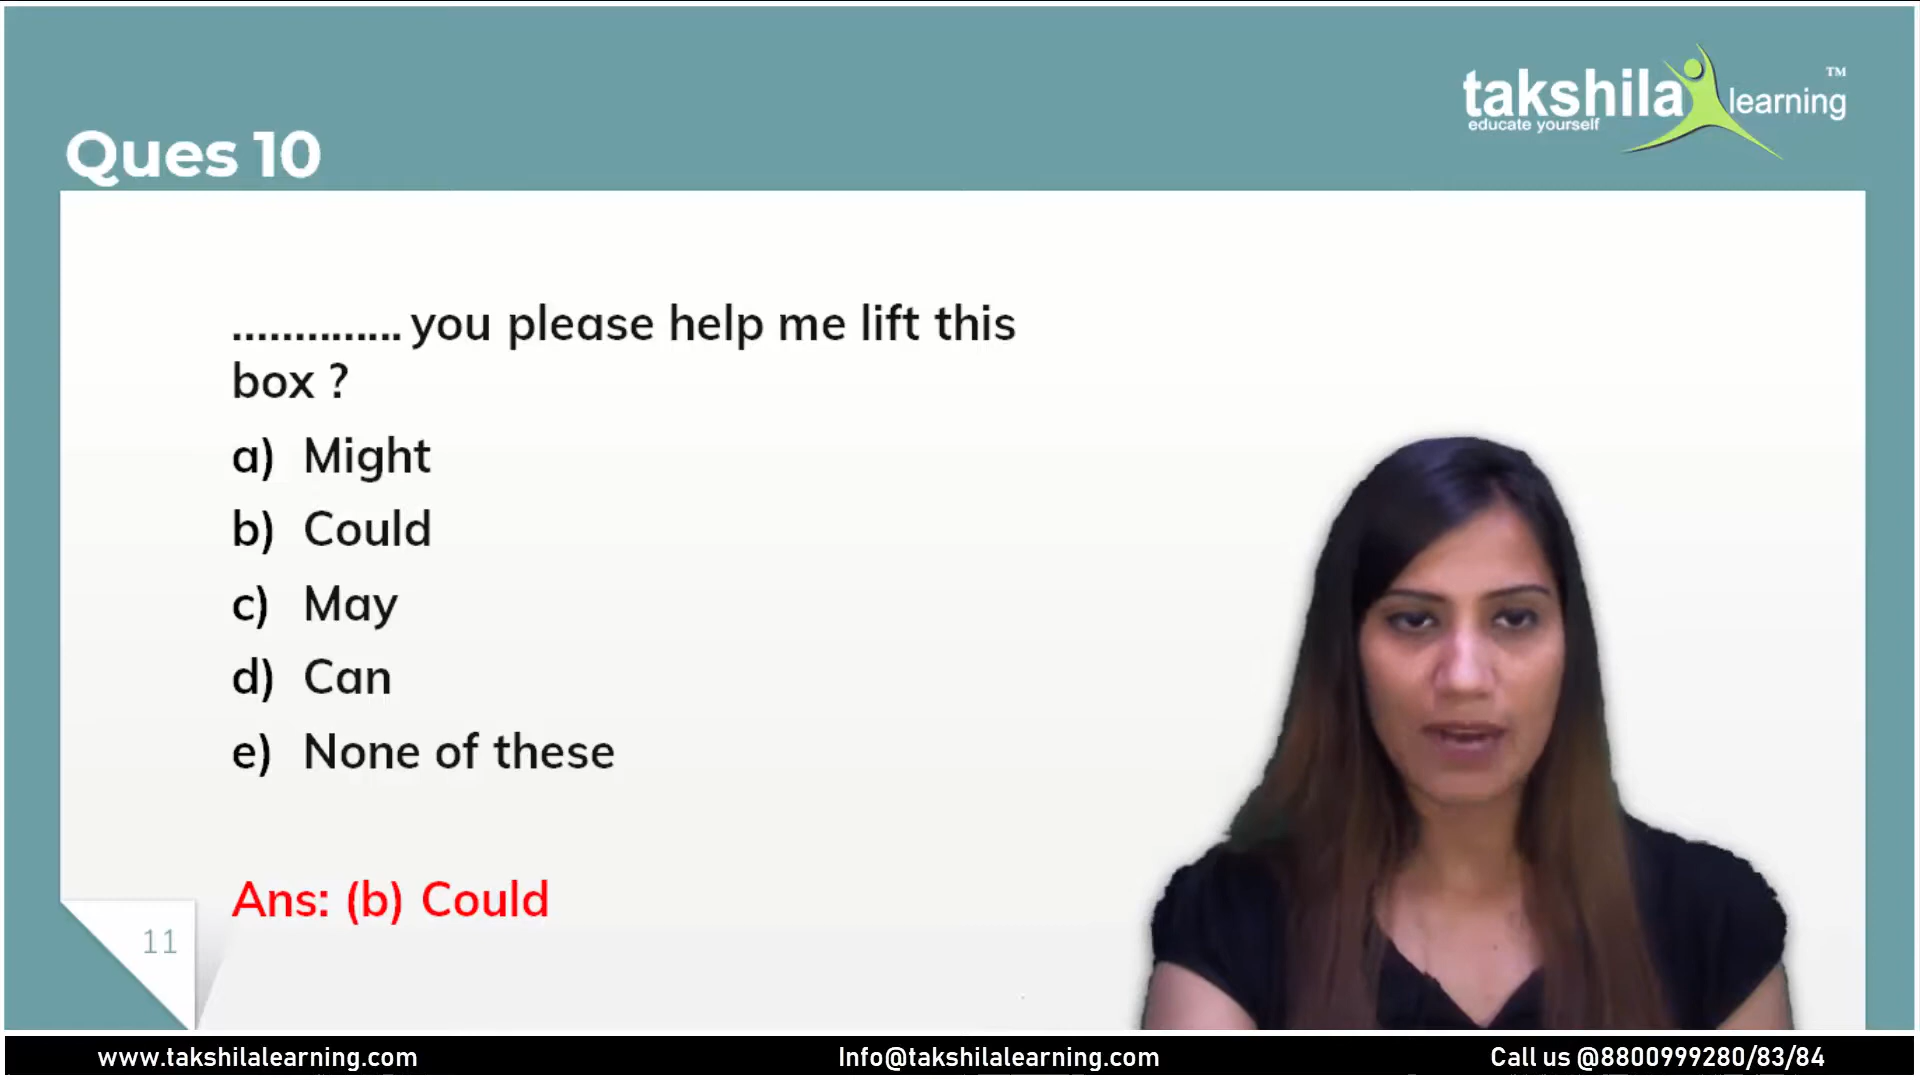 takshila learning ™
educate yourself
Ques 10
.............. you please help me lift this
box ?
a) Might
b) Could
c) May
d) Can
e) None of these
Ans: (b) Could
11
www.takshilalearning.com Info@takshilalearning.com Call us @8800999280/83/84